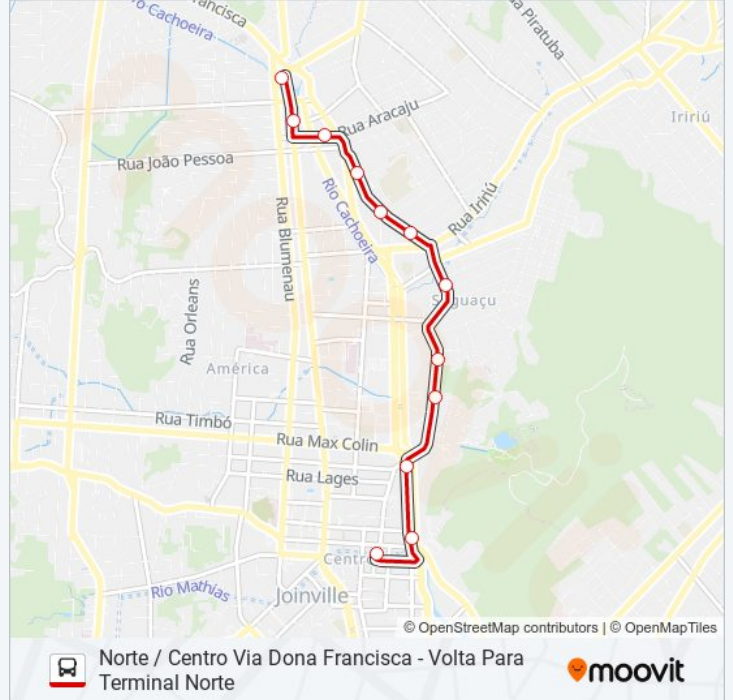 o Cachoeira
Francisca
a Piratuba
Rua Aracaju
Iririú
Rua João Pessoa
Rio Cachoeira
Rua Iririú
Rua Blumenau
Rua Orleans
Saguaçu
América
Rua Timbó
Rua Max Colin
Rua Lages
Centro
Rio Mathias
Joinville
© OpenStreetMap contributors | © OpenMapTiles
Norte / Centro Via Dona Francisca - Volta Para
Terminal Norte
moovit